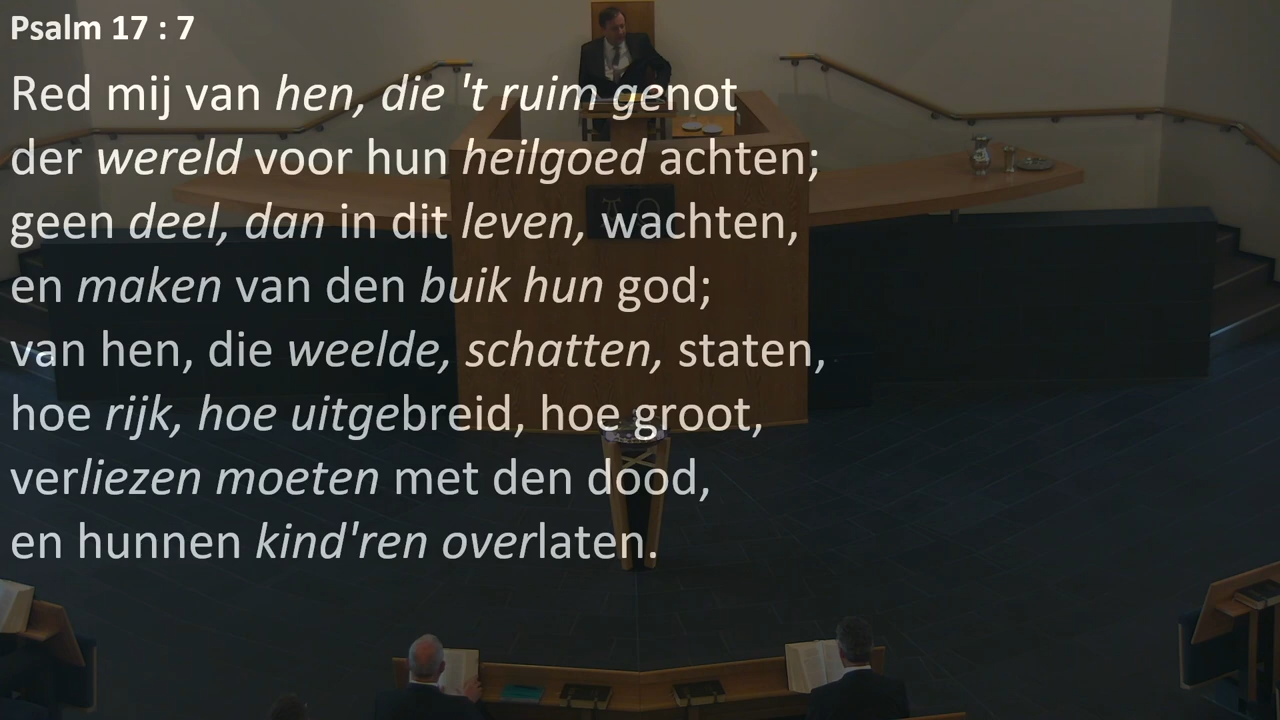 Psalm 17 : 7
Red mij van hen, die 't ruim genot
der wereld voor hun heilgoed achten;
geen deel, dan in dit leven, wachten,
en maken van den buik hun god;
van hen, die weelde, schatten, staten,
hoe rijk, hoe uitgebreid, hoe groot,
verliezen moeten met den dood,
en hunnen kind'ren overlaten.